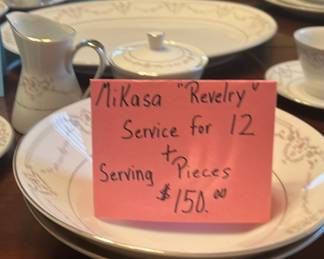 Mikasa "Revelry"
Service for 12
+
Serving Pieces
$150.00